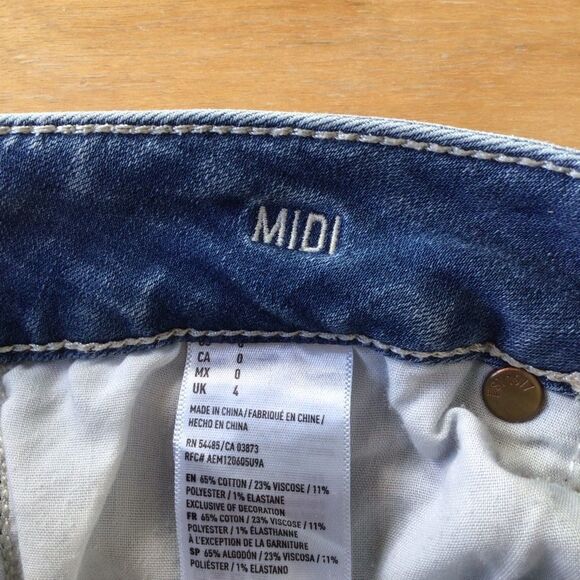 MIDI
CA 0
MX 0
UK 4
MADE IN CHINA/FABRIQUÉ EN CHINE/
HECHO EN CHINA
RN 54485/CA 03873
RFC# AEM120605U9A
EN 65% COTTON / 23% VISCOSE / 11%
POLYESTER / 1% ELASTANE
EXCLUSIVE OF DECORATION
FR 65% COTON / 23% VISCOSE / 11%
POLYESTER / 1% ÉLASTHANNE
À L'EXCEPTION DE LA GARNITURE
SP 65% ALGODÓN / 23% VISCOSA / 11%
POLIÉSTER / 1% ELASTANO